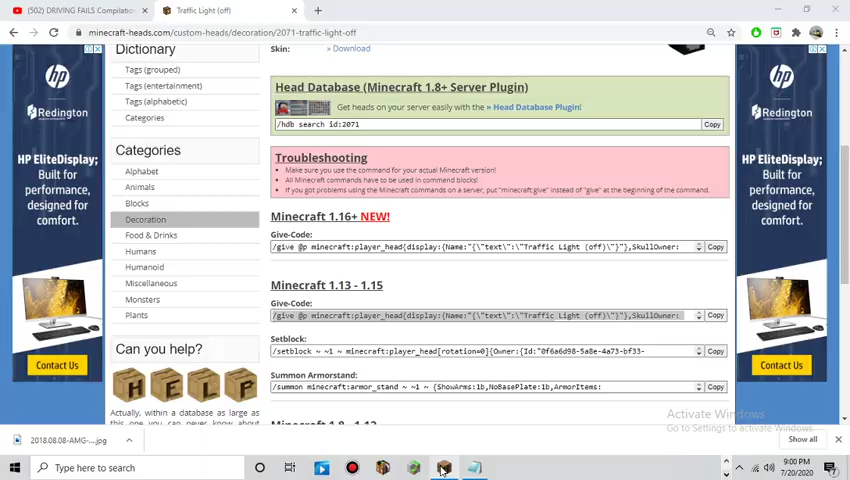 (502) DRIVING FAILS Compilation
Traffic Light (off)
minecraft-heads.com/custom-heads/decoration/2071-traffic-light-off
Dictionary
Tags (grouped)
Tags (entertainment)
Tags (alphabetic)
Categories
Categories
Alphabet
Animals
Blocks
Decoration
Food & Drinks
Humans
Humanoid
Miscellaneous
Monsters
Plants
Can you help?
HELP
Actually, within a database as large as
this one you can never know about
Skin:
» Download
Head Database (Minecraft 1.8+ Server Plugin)
Get heads on your server easily with the » Head Database Plugin!
/hdb search id:2071
Copy
Troubleshooting
Make sure you use the command for your actual Minecraft version!
All Minecraft commands have to be used in command blocks!
If you got problems using the Minecraft commands on a server, put "minecraft:give" instead of "give" at the beginning of the command.
Minecraft 1.16+ NEW!
Give-Code:
/give @p minecraft:player_head{display:{Name:"{\"text\":\"Traffic Light (off)\"}"},SkullOwner:
Copy
Minecraft 1.13 - 1.15
Give-Code:
/give @p minecraft:player_head{display:{Name:"{\"text\":\"Traffic Light (off)\"}"},SkullOwner:
Copy
Setblock:
/setblock ~ ~1 ~ minecraft:player_head[rotation=0]{Owner:{Id:"0f6a6d98-5a8e-4a73-bf33-
Copy
Summon Armorstand:
/summon minecraft:armor_stand ~ ~1 ~ {ShowArms:1b,NoBasePlate:1b,ArmorItems:
Copy
Minecraft 1.8 - 1.12
hp
Redington
HP EliteDisplay;
Built for
performance,
designed for
comfort.
Contact Us
hp
Redington
HP EliteDisplay;
Built for
performance,
designed for
comfort.
Contact Us
Activate Windows
Go to Settings to activate Windows.
2018.08.08-AMG-....jpg
Show all
Type here to search
9:00 PM
7/20/2020